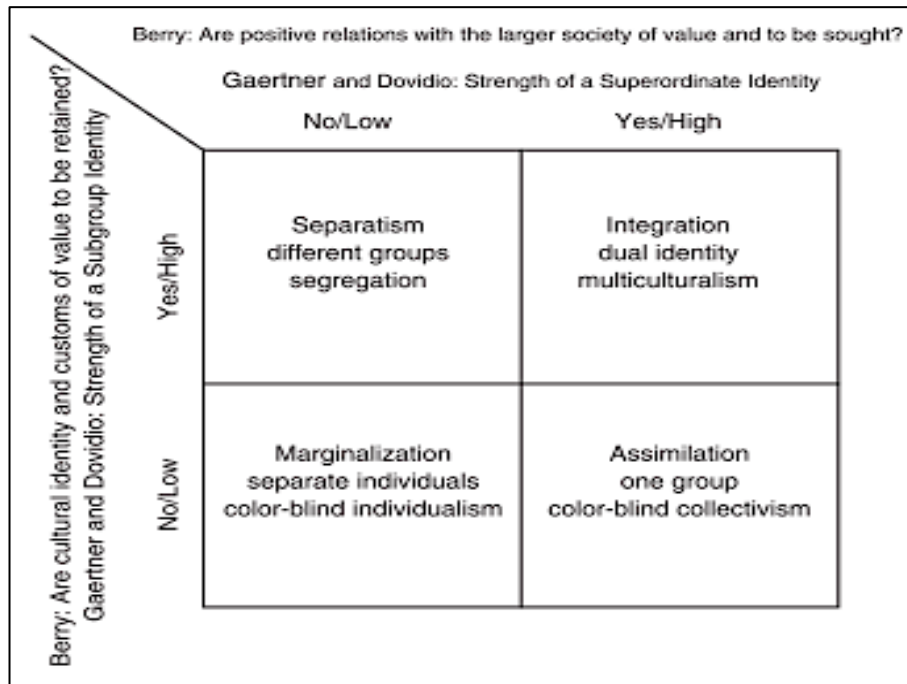 Berry: Are positive relations with the larger society of value and to be sought?
Gaertner and Dovidio: Strength of a Superordinate Identity
No/Low
Yes/High
Berry: Are cultural identity and customs of value to be retained?
Gaertner and Dovidio: Strength of a Subgroup Identity
Yes/High
Separatism
different groups
segregation
Integration
dual identity
multiculturalism
No/Low
Marginalization
separate individuals
color-blind individualism
Assimilation
one group
color-blind collectivism